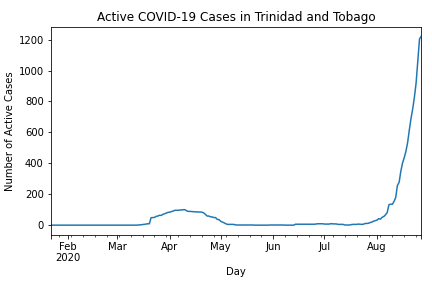 Active COVID-19 Cases in Trinidad and Tobago
1200
1000
800
600
400
200
0
Number of Active Cases
Feb Mar Apr May Jun Jul Aug
2020
Day